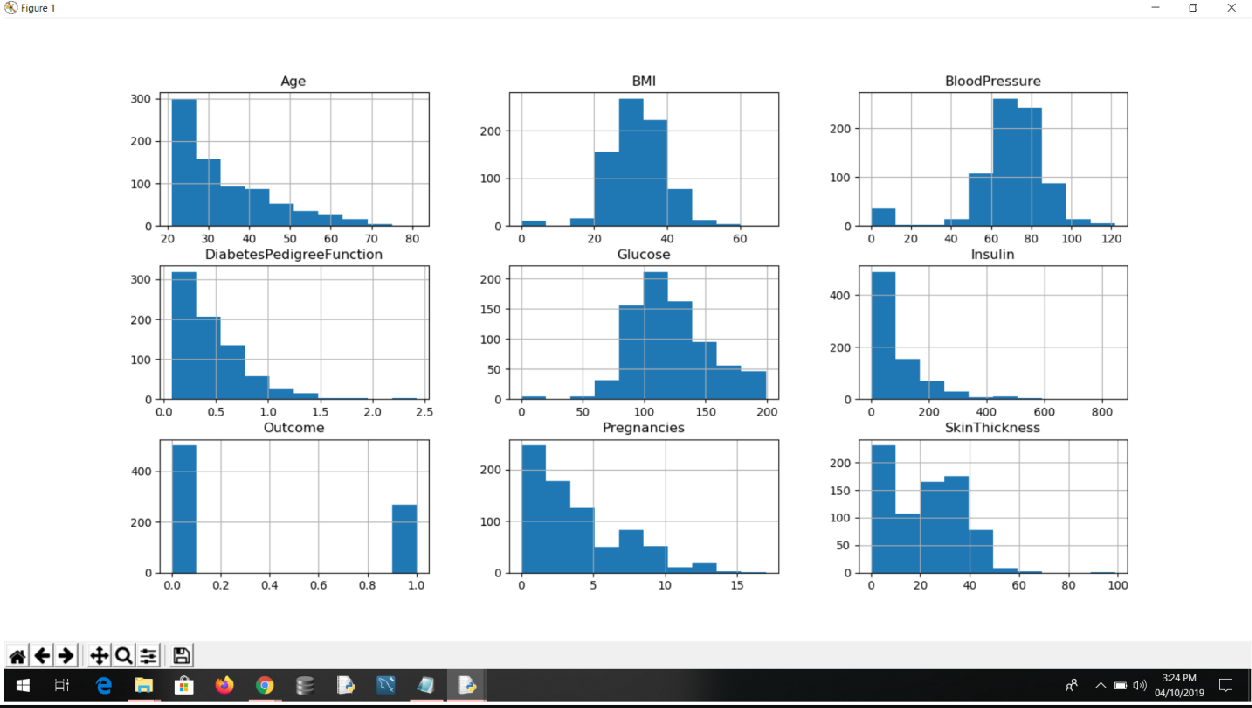 Figure 1
Age
300
200
100
0
20 30 40 50 60 70 80
BMI
200
100
0
0 20 40 60
BloodPressure
200
100
0
0 20 40 60 80 100 120
DiabetesPedigreeFunction
300
200
100
0
0.0 0.5 1.0 1.5 2.0 2.5
Glucose
200
150
100
50
0
0 50 100 150 200
Insulin
400
200
0
0 200 400 600 800
Outcome
400
200
0
0.0 0.2 0.4 0.6 0.8 1.0
Pregnancies
200
100
0
0 5 10 15
SkinThickness
200
150
100
50
0
0 20 40 60 80 100
3:24 PM
04/10/2019